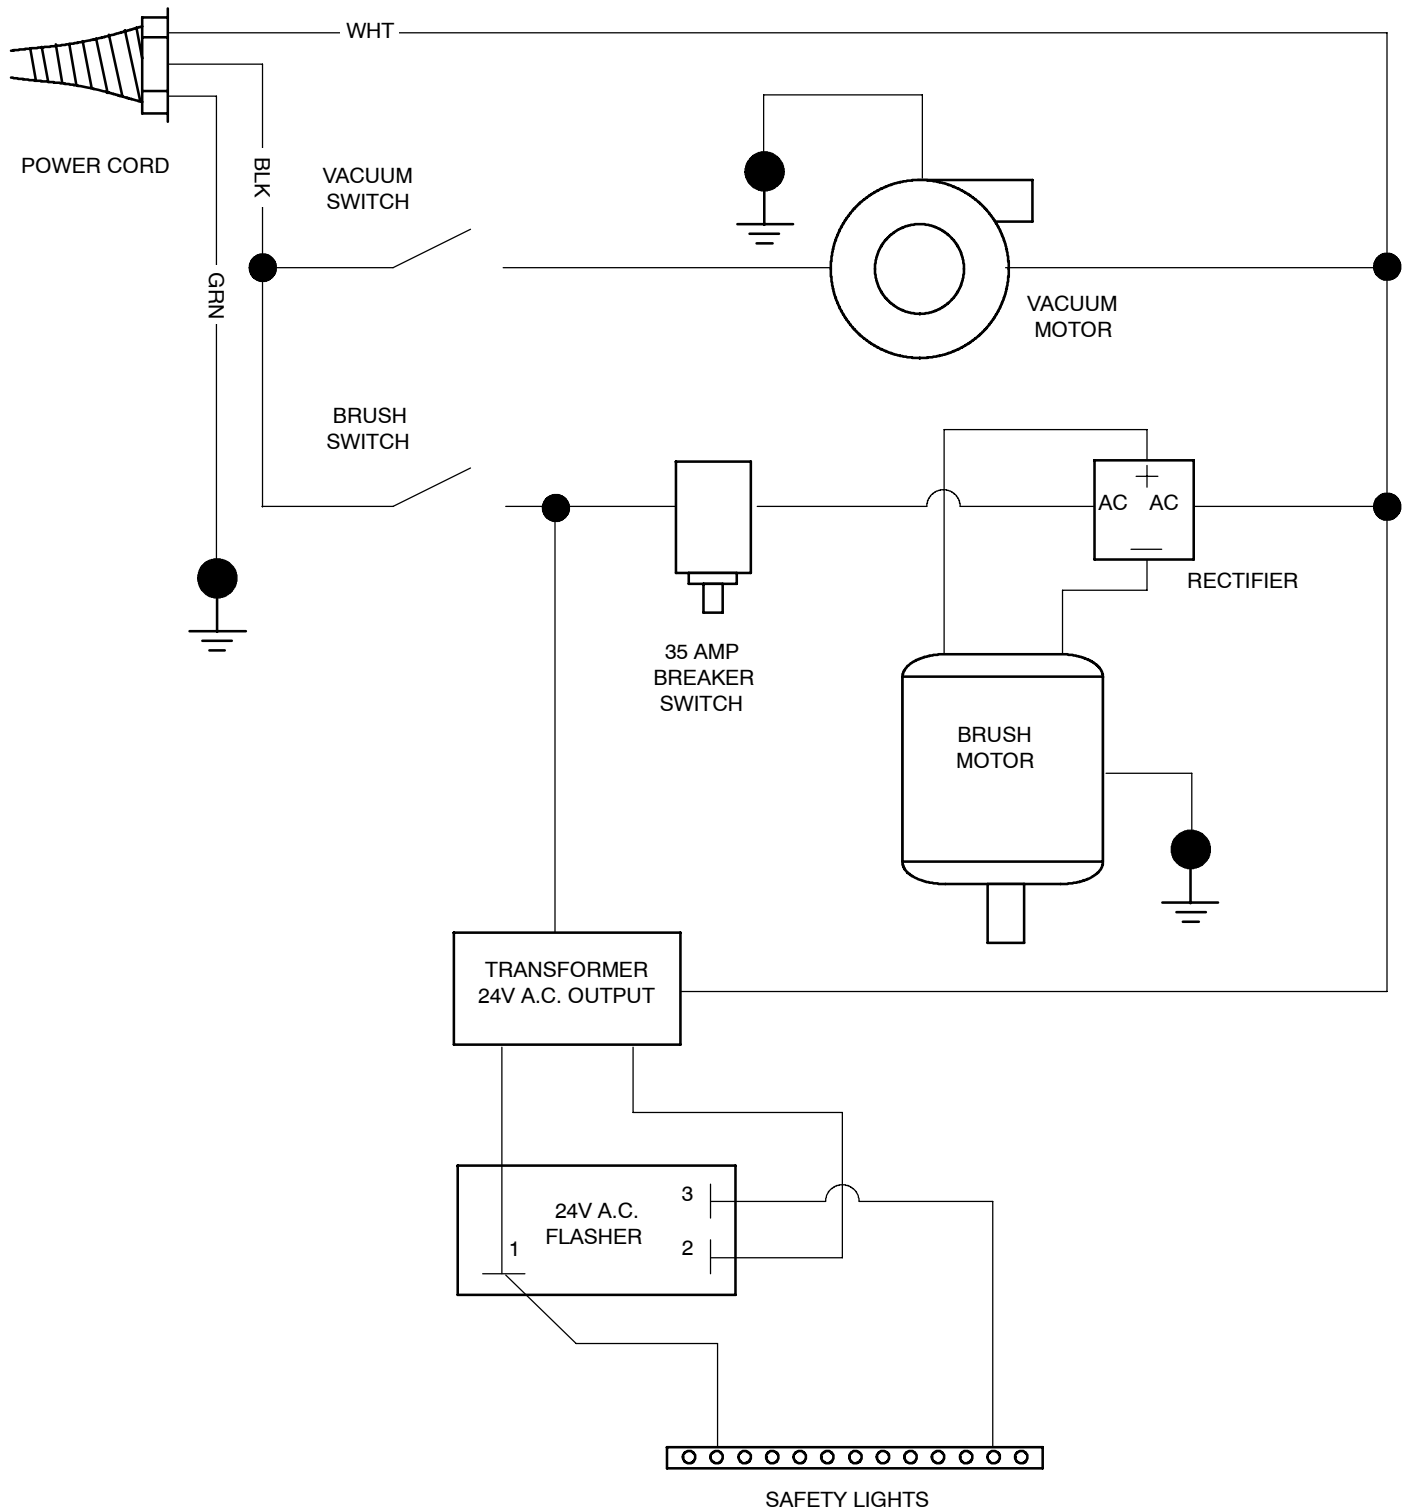 WHT
POWER CORD
BLK
VACUUM
SWITCH
GRN
VACUUM
MOTOR
BRUSH
SWITCH
+
AC AC
—
RECTIFIER
35 AMP
BREAKER
SWITCH
BRUSH
MOTOR
TRANSFORMER
24V A.C. OUTPUT
3
24V A.C.
FLASHER
1
2
SAFETY LIGHTS